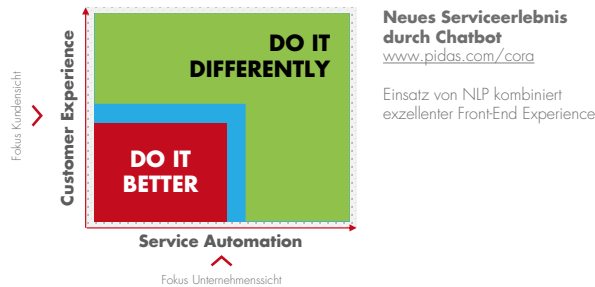 Fokus Kundensicht
Customer Experience
DO IT
DIFFERENTLY
DO IT
BETTER
Service Automation
Fokus Unternehmenssicht
Neues Serviceerlebnis
durch Chatbot
www.pidas.com/cora
Einsatz von NLP kombiniert
exzellenter Front-End Experience